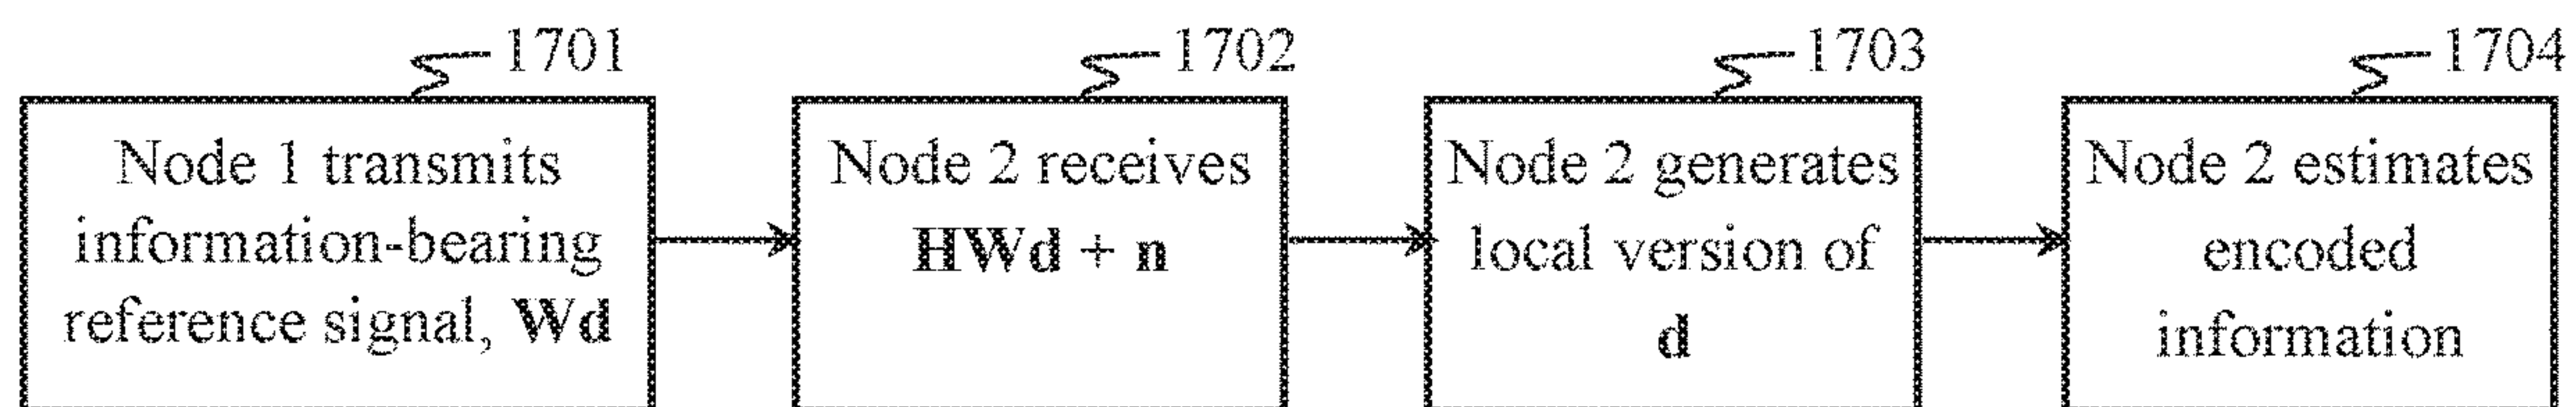 1701
Node 1 transmits
information-bearing
reference signal, Wd
1702
Node 2 receives
HWd + n
1703
Node 2 generates
local version of
d
1704
Node 2 estimates
encoded
information